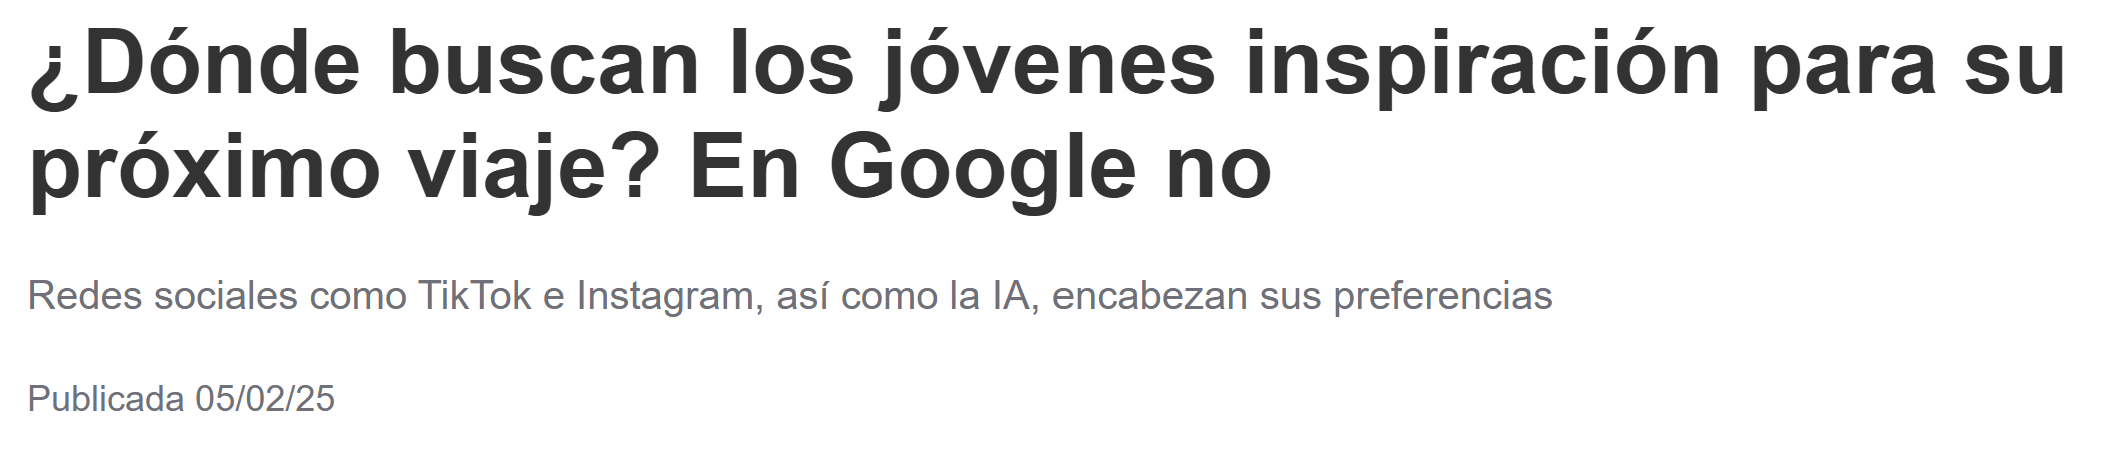 ¿Dónde buscan los jóvenes inspiración para su
próximo viaje? En Google no
Redes sociales como TikTok e Instagram, así como la IA, encabezan sus preferencias
Publicada 05/02/25